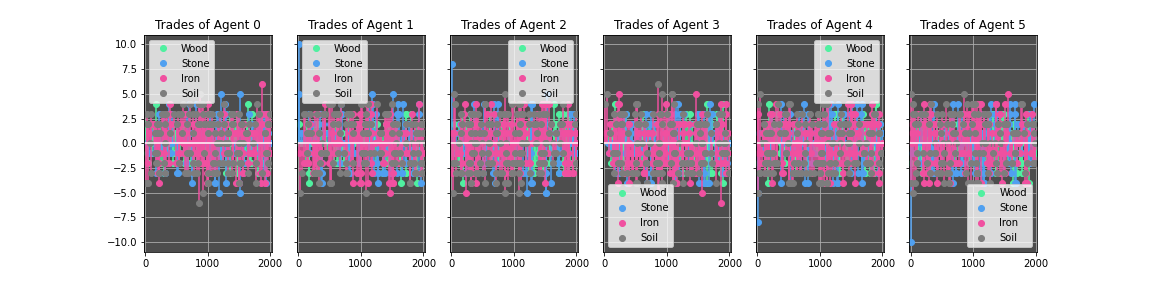 Trades of Agent 0 Trades of Agent 1 Trades of Agent 2 Trades of Agent 3 Trades of Agent 4 Trades of Agent 5
10.0
7.5
5.0
2.5
0.0
−2.5
−5.0
−7.5
−10.0
Wood
Stone
Iron
Soil
Wood
Stone
Iron
Soil
Wood
Stone
Iron
Soil
Wood
Stone
Iron
Soil
Wood
Stone
Iron
Soil
Wood
Stone
Iron
Soil
0 1000 2000 0 1000 2000 0 1000 2000 0 1000 2000 0 1000 2000 0 1000 2000